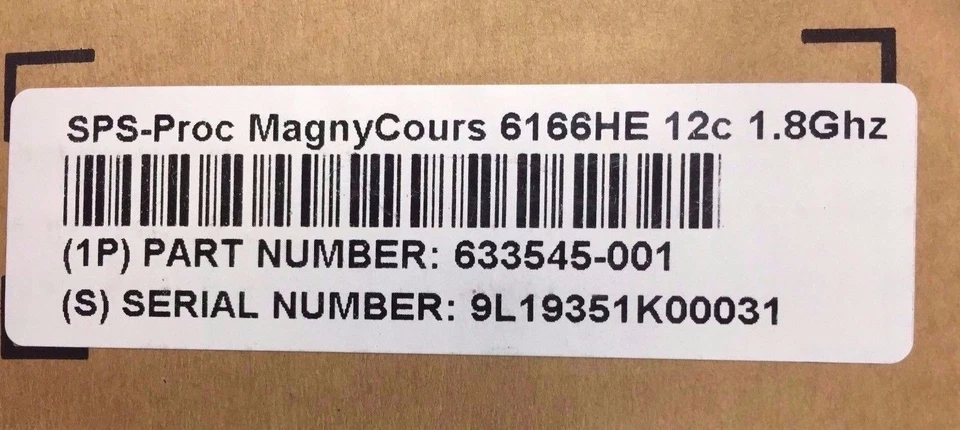 SPS-Proc MagnyCours 6166HE 12c 1.8Ghz
(1P) PART NUMBER: 633545-001
(S) SERIAL NUMBER: 9L19351K00031